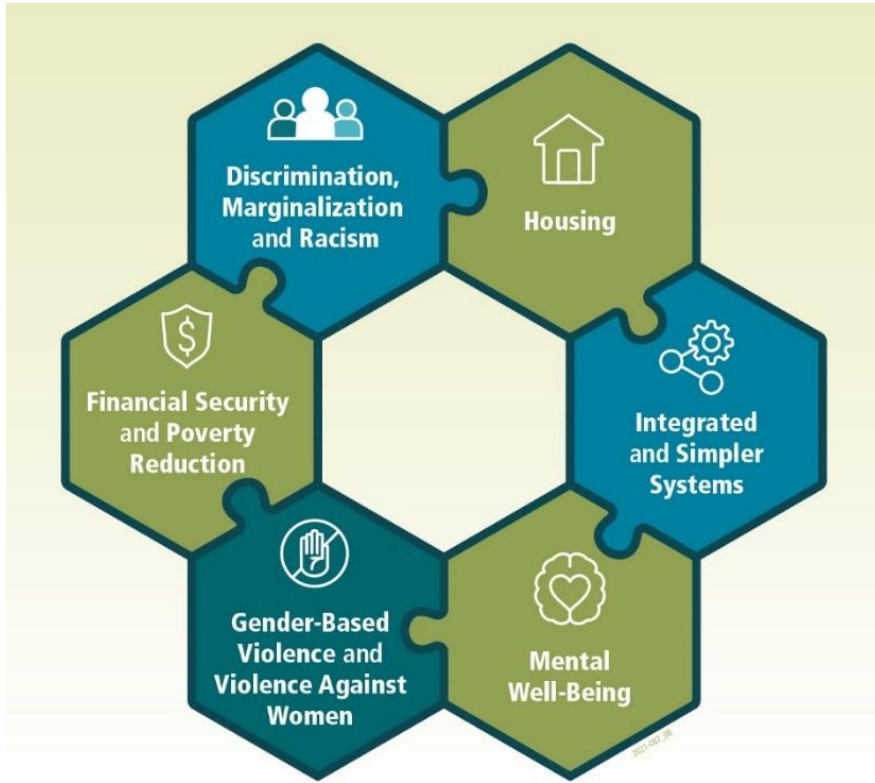 Discrimination,
Marginalization
and Racism
Housing
Integrated
and Simpler
Systems
Mental
Well-Being
Gender-Based
Violence and
Violence Against
Women
Financial Security
and Poverty
Reduction
$